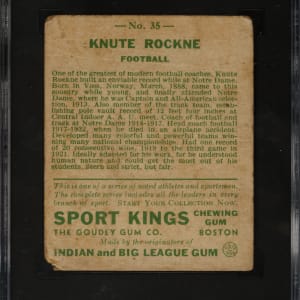 No. 35
KNUTE ROCKNE
FOOTBALL
One of the greatest of modern football coaches, Knute
Rockne built an enviable record while at Notre Dame.
Born in Voss, Norway, March, 1888, came to this
country while young, and finally attended Notre
Dame, where he was Captain and All-American selec-
tion, 1913. Also member of the track team, estab-
lishing pole vault record of 12 feet four inches at
Central Indoor A. A. U. meet. Coach of football and
track at Notre Dame 1914-1917. Head football coach
1917-1932, when he died in an airplane accident.
Developed many colorful and powerful teams win-
ning many national championships. Had one record
of 20 consecutive wins, 1919 to the third game in
1921. Ideally adapted for his work, for he understood
human nature and could get the most out of his
students. Stern and strict, but fair.
This is one of a series of noted athletes and sportsmen.
The complete series includes all the leaders in every
branch of sport. START YOUR COLLECTION NOW.
SPORT KINGS CHEWING GUM
THE GOUDEY GUM CO. BOSTON
Made by the originators of
INDIAN and BIG LEAGUE GUM